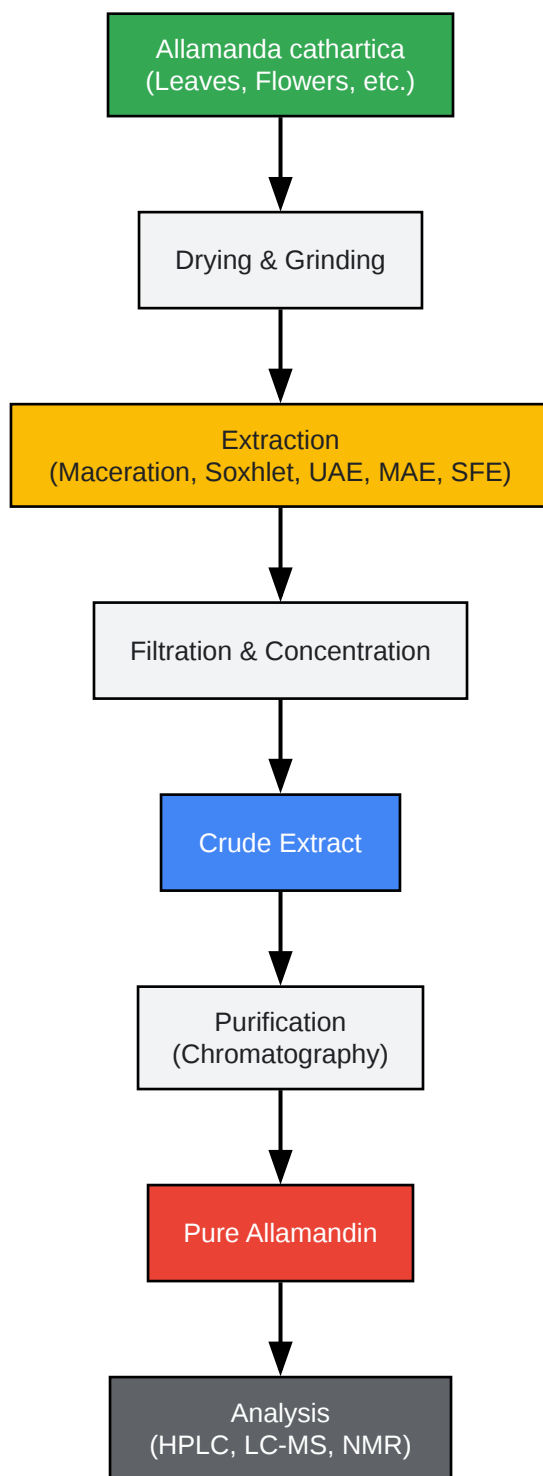 Allamanda cathartica
(Leaves, Flowers, etc.)
Drying & Grinding
Extraction
(Maceration, Soxhlet, UAE, MAE, SFE)
Filtration & Concentration
Crude Extract
Purification
(Chromatography)
Pure Allamandin
Analysis
(HPLC, LC-MS, NMR)